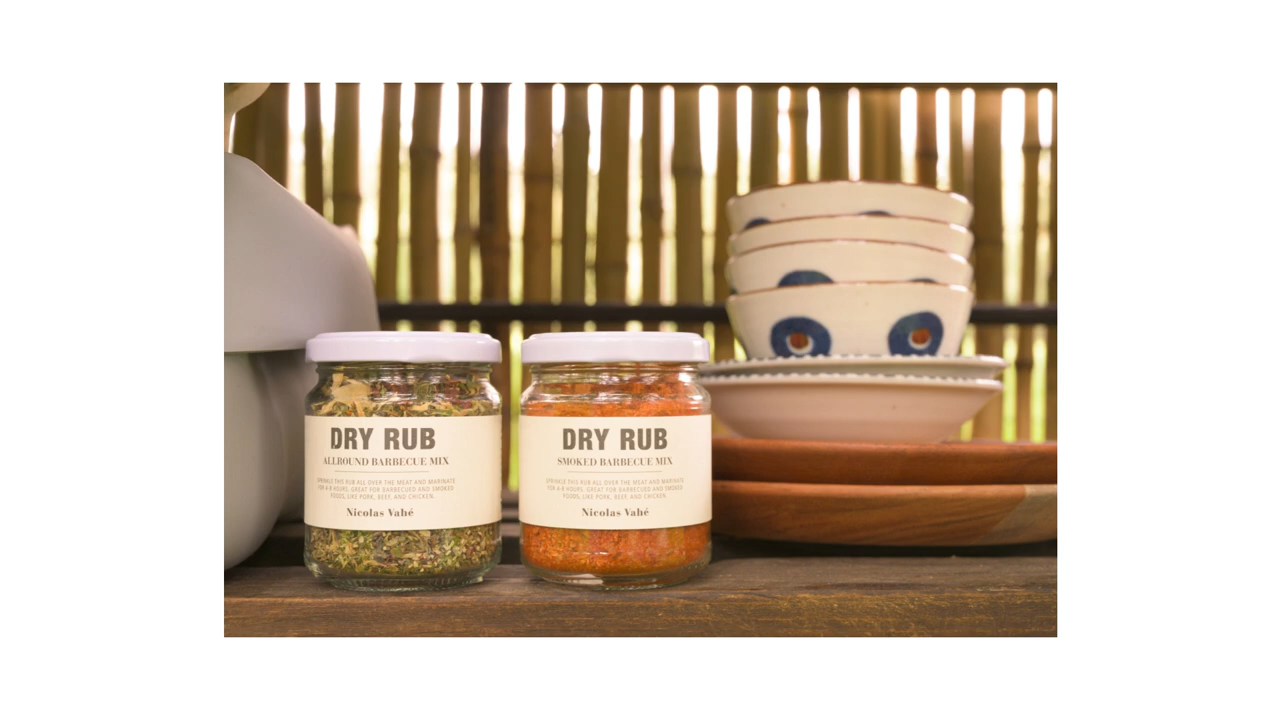 DRY RUB
ALLROUND BARBECUE MIX
SPRINKLE THIS RUB ALL OVER THE MEAT AND MARINATE
FOR 4-8 HOURS. GREAT FOR BARBECUED AND SMOKED
FOODS, LIKE PORK, BEEF, AND CHICKEN.
Nicolas Vahé
DRY RUB
SMOKED BARBECUE MIX
SPRINKLE THIS RUB ALL OVER THE MEAT AND MARINATE
FOR 4-8 HOURS. GREAT FOR BARBECUED AND SMOKED
FOODS, LIKE PORK, BEEF, AND CHICKEN.
Nicolas Vahé